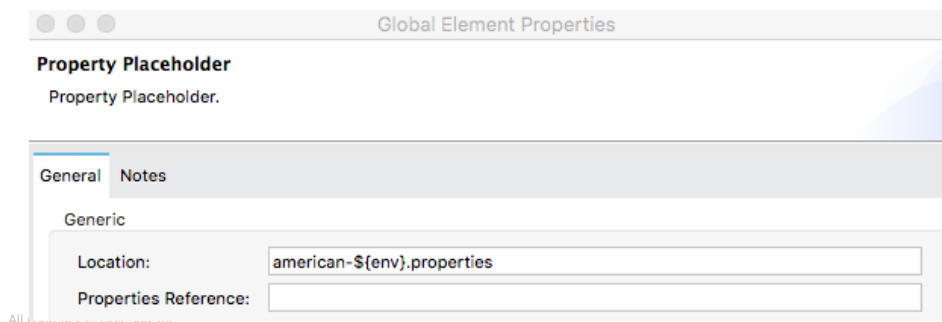 Global Element Properties
Property Placeholder
Property Placeholder.
General Notes
Generic
Location: american-${env}.properties
Properties Reference: